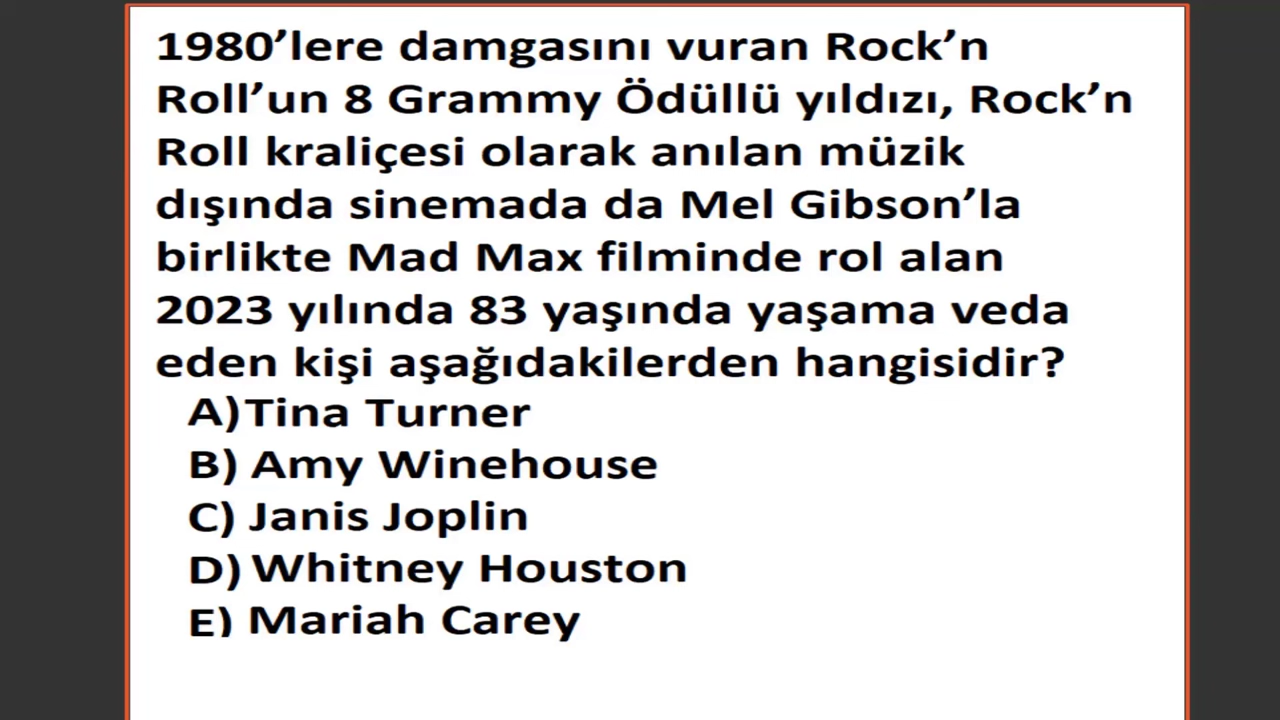 1980’lere damgasını vuran Rock’n
Roll’un 8 Grammy Ödüllü yıldızı, Rock’n
Roll kraliçesi olarak anılan müzik
dışında sinemada da Mel Gibson’la
birlikte Mad Max filminde rol alan
2023 yılında 83 yaşında yaşama veda
eden kişi aşağıdakilerden hangisidir?
A) Tina Turner
B) Amy Winehouse
C) Janis Joplin
D) Whitney Houston
E) Mariah Carey